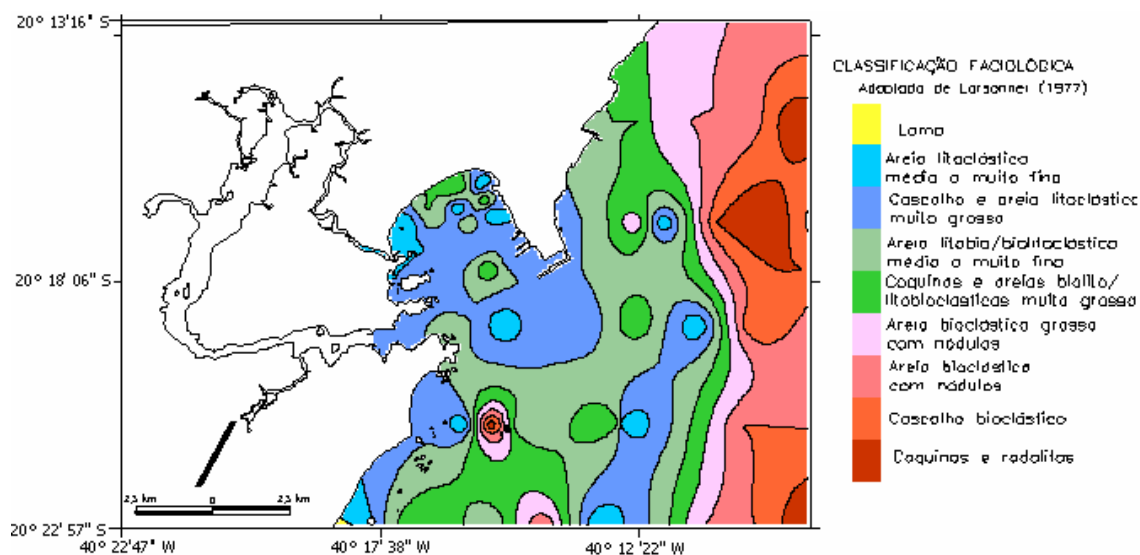 20° 13'16" S
20° 18' 06" S
20° 22'57" S
40° 22'47" W
40° 17'38" W
40° 12'22" W
2,5 km
0
2,5 km
CLASSIFICAÇÃO FACIOLÓGICA
Adaptada de Larsonner (1977)
Lama
Areia litoclástica
média a muito fina
Cascalho e areia litoclástica
muito grossa
Areia litobio/biolitoclástica
média a muito fina
Coquinas e areias biolito/
litobioclásticas muito grossa
Areia bioclástica grossa
com nódulos
Areia bioclástica
com nódulos
Cascalho bioclástico
Coquinas e rodolitos